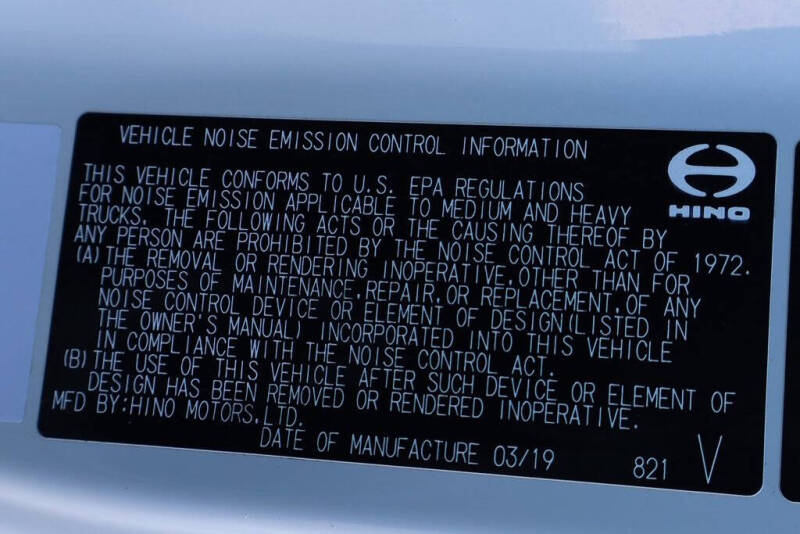 VEHICLE NOISE EMISSION CONTROL INFORMATION
HINO
THIS VEHICLE CONFORMS TO U.S. EPA REGULATIONS
FOR NOISE EMISSION APPLICABLE TO MEDIUM AND HEAVY
TRUCKS. THE FOLLOWING ACTS OR THE CAUSING THEREOF BY
ANY PERSON ARE PROHIBITED BY THE NOISE CONTROL ACT OF 1972.
(A) THE REMOVAL OR RENDERING INOPERATIVE,OTHER THAN FOR
PURPOSES OF MAINTENANCE,REPAIR,OR REPLACEMENT,OF ANY
NOISE CONTROL DEVICE OR ELEMENT OF DESIGN(LISTED IN
THE OWNER'S MANUAL) INCORPORATED INTO THIS VEHICLE
IN COMPLIANCE WITH THE NOISE CONTROL ACT.
(B) THE USE OF THIS VEHICLE AFTER SUCH DEVICE OR ELEMENT OF
DESIGN HAS BEEN REMOVED OR RENDERED INOPERATIVE.
MFD BY:HINO MOTORS,LTD.
DATE OF MANUFACTURE 03/19 821 V